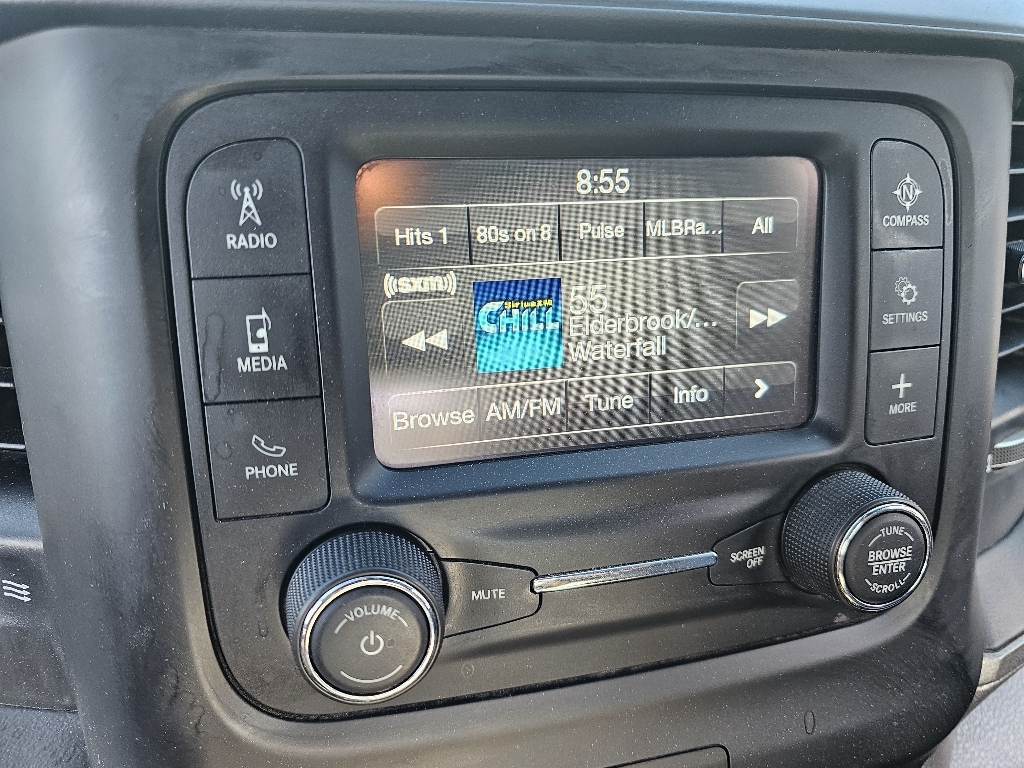 RADIO
MEDIA
PHONE
8:55
Hits 1 80s on 8 Pulse MLBRa... All
((sxm))
SiriusXM
CHILL
55
Elderbrook/...
Waterfall
Browse AM/FM Tune Info >
N
COMPASS
SETTINGS
+
MORE
VOLUME
MUTE
SCREEN
OFF
TUNE
BROWSE
ENTER
SCROLL